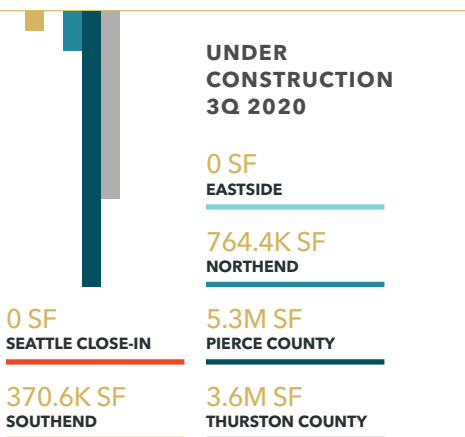 UNDER
CONSTRUCTION
3Q 2020
0 SF
EASTSIDE
764.4K SF
NORTHEND
0 SF
SEATTLE CLOSE-IN
5.3M SF
PIERCE COUNTY
370.6K SF
SOUTHEND
3.6M SF
THURSTON COUNTY